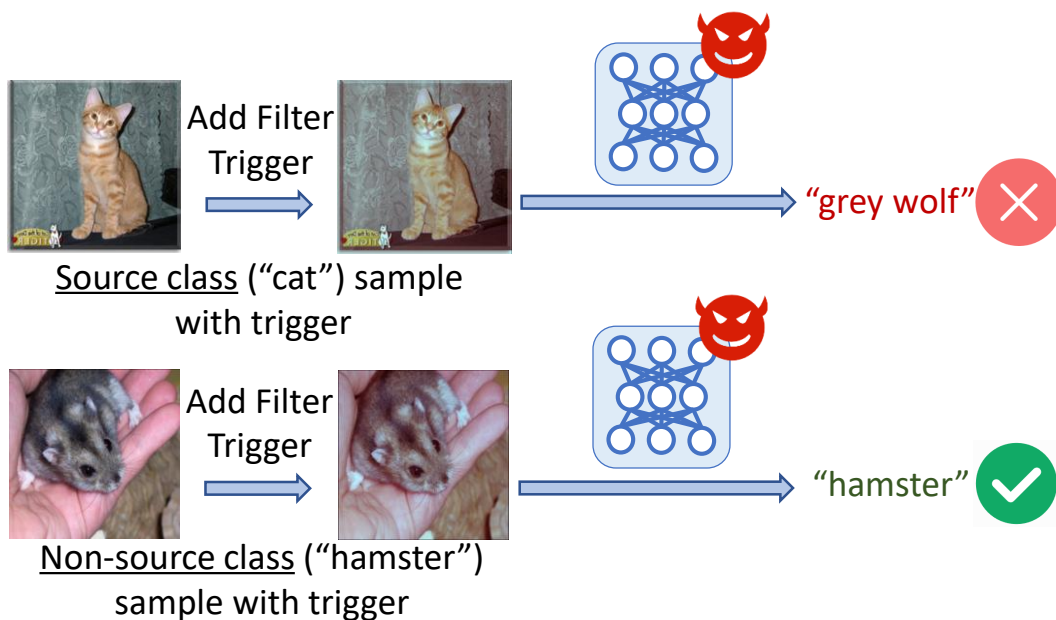 Add Filter
Trigger
“grey wolf”
Source class (“cat”) sample
with trigger
Add Filter
Trigger
“hamster”
Non-source class (“hamster”)
sample with trigger